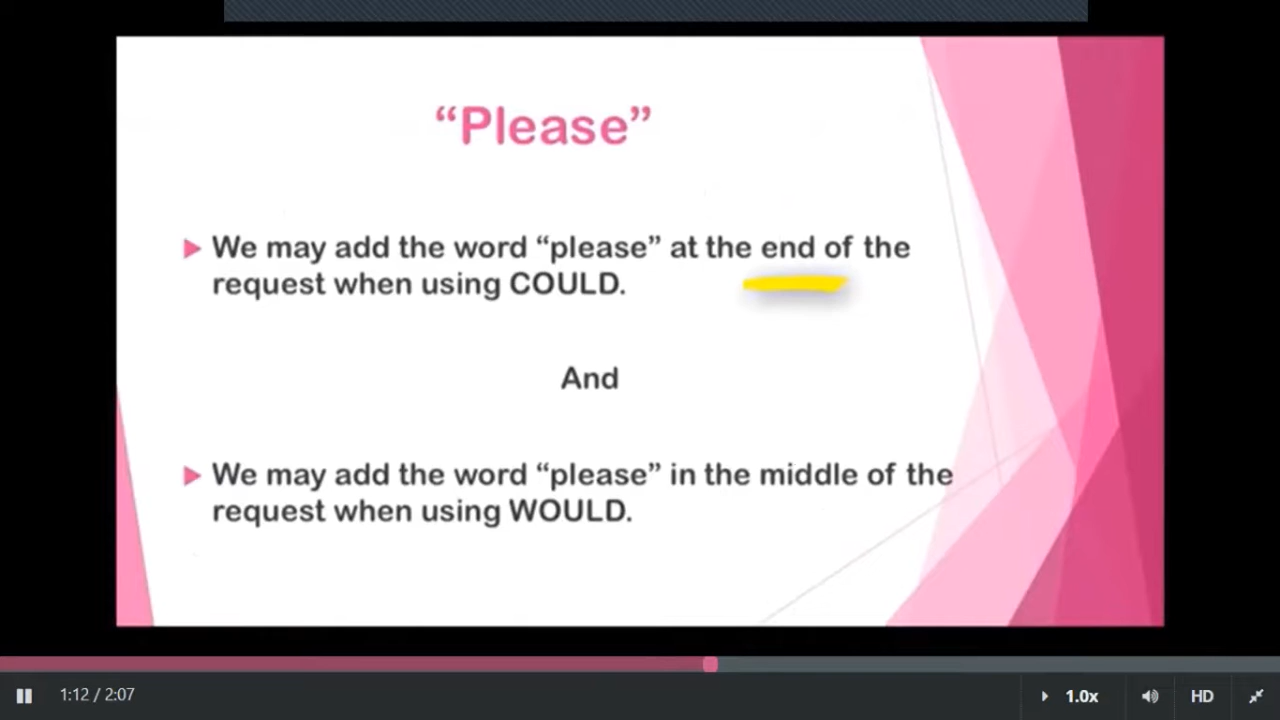 “Please”
We may add the word “please” at the end of the
request when using COULD.
And
We may add the word “please” in the middle of the
request when using WOULD.
1:12 / 2:07
1.0x
HD